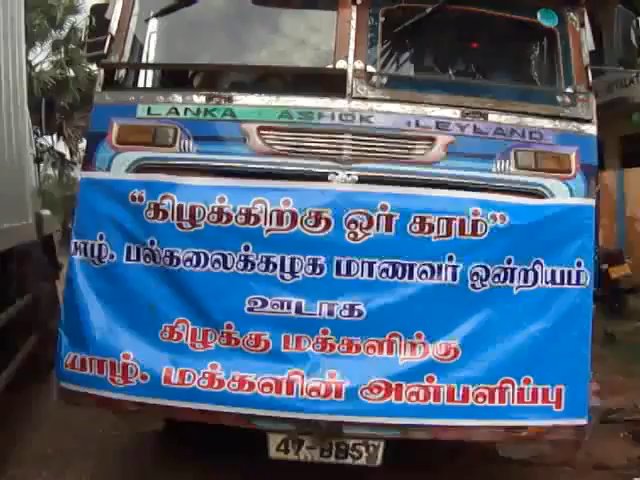 LANKA ASHOK LEYLAND
“கிழக்கிற்கு ஓர் கரம்”
யாழ். பல்கலைக்கழக மாணவர் ஒன்றியம்
ஊடாக
கிழக்கு மக்களிற்கு
யாழ். மக்களின் அன்பளிப்பு